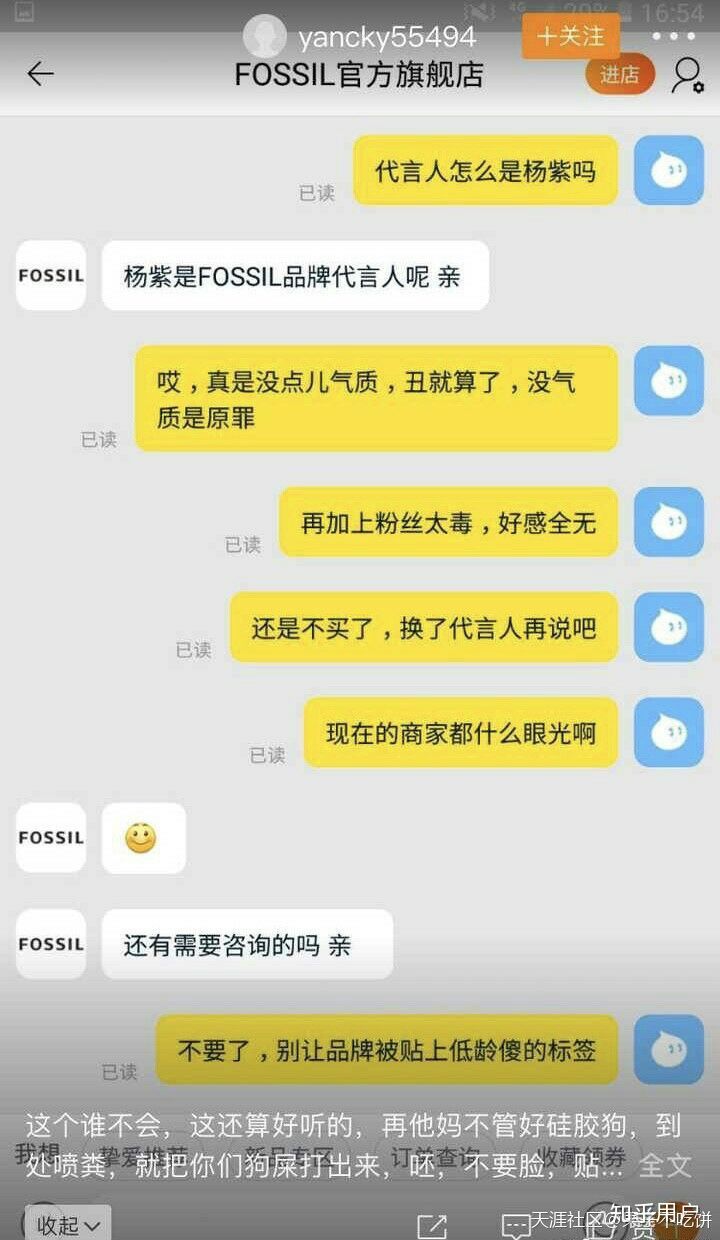 16:54
yancky55494
十关注
FOSSIL官方旗舰店
进店
代言人怎么是杨紫吗
已读
FOSSIL
杨紫是FOSSIL品牌代言人呢 亲
哎，真是没点儿气质，丑就算了，没气
质是原罪
已读
再加上粉丝太毒，好感全无
已读
还是不买了，换了代言人再说吧
已读
现在的商家都什么眼光啊
已读
FOSSIL
FOSSIL
还有需要咨询的吗 亲
不要了，别让品牌被贴上低龄傻的标签
已读
这个谁不会，这还算好听的，再他妈不管好硅胶狗，到
我想
挚爱推荐
新品专区
订单查询
收藏领券
处喷粪，就把你们狗屎打出来，呸，不要脸，贴... 全文
收起
知乎用户
天涯社区@
不吃饼